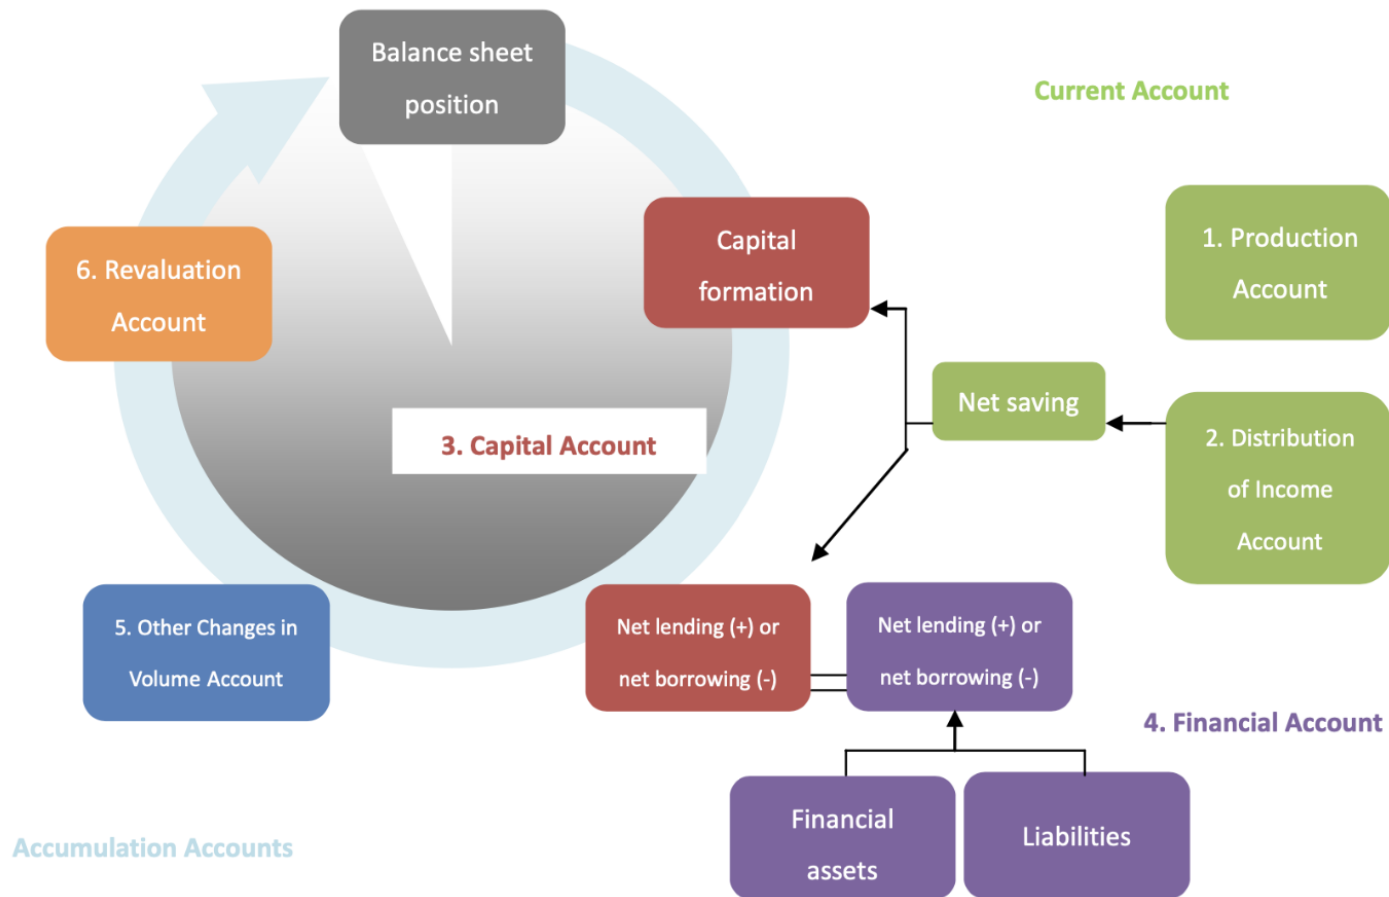 Balance sheet
position
Current Account
Capital
formation
1. Production
Account
6. Revaluation
Account
Net saving
3. Capital Account
2. Distribution
of Income
Account
5. Other Changes in
Volume Account
Net lending (+) or
net borrowing (-)
Net lending (+) or
net borrowing (-)
4. Financial Account
Financial
assets
Liabilities
Accumulation Accounts